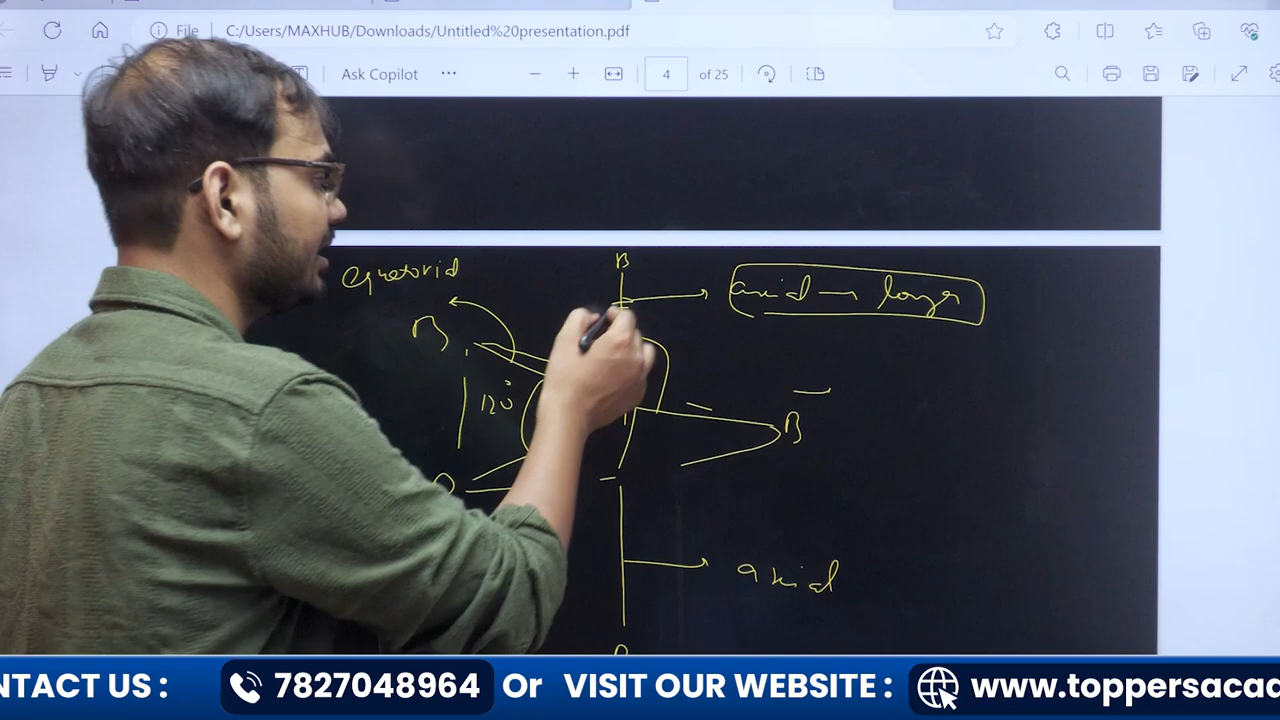 File C:/Users/MAXHUB/Downloads/Untitled%20presentation.pdf
Ask Copilot ... 4 of 25
equatorial
B
axial → longer
B
120°
B
axial
NTACT US : 7827048964 Or VISIT OUR WEBSITE : www.toppersaca